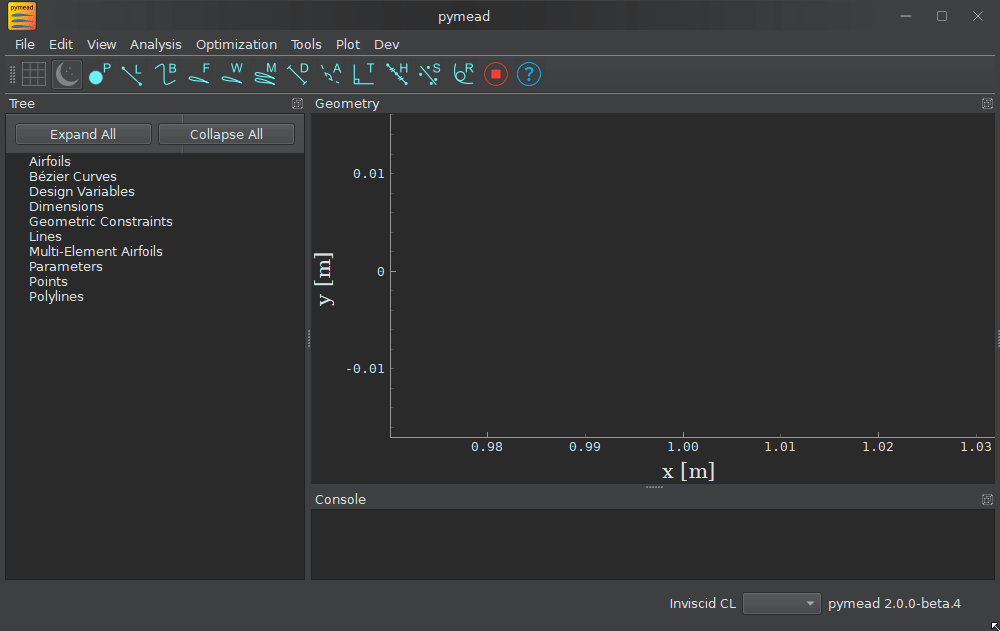 pymead
pymead
File Edit View Analysis Optimization Tools Plot Dev
P L B F W M D A T H S R ?
Tree
Expand All Collapse All
Airfoils
Bézier Curves
Design Variables
Dimensions
Geometric Constraints
Lines
Multi-Element Airfoils
Parameters
Points
Polylines
Geometry
0.01
0
-0.01
y [m]
0.98 0.99 1.00 1.01 1.02 1.03
x [m]
Console
Inviscid CL pymead 2.0.0-beta.4